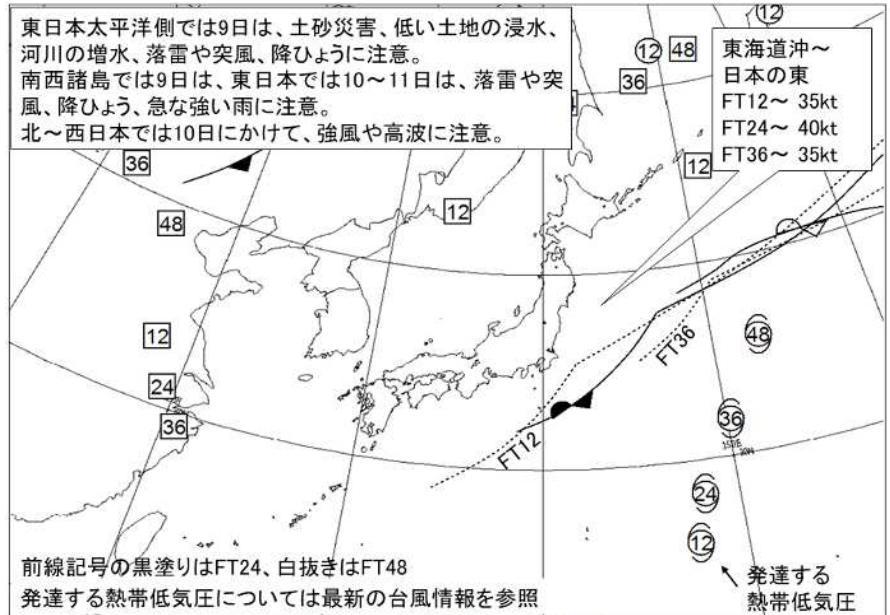 東日本太平洋側では9日は、土砂災害、低い土地の浸水、
河川の増水、落雷や突風、降ひょうに注意。
南西諸島では9日は、東日本では10～11日は、落雷や突
風、降ひょう、急な強い雨に注意。
北～西日本では10日にかけて、強風や高波に注意。
12
12
48
36
東海道沖～
日本の東
FT12～ 35kt
FT24～ 40kt
FT36～ 35kt
36
12
48
12
12
48
FT36
24
36
36
FT12
24
12
前線記号の黒塗りはFT24、白抜きはFT48
発達する熱帯低気圧については最新の台風情報を参照
発達する
熱帯低気圧